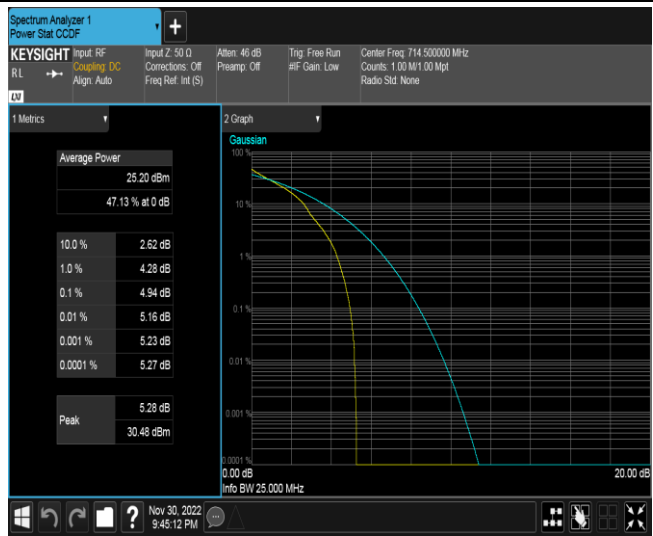 Spectrum Analyzer 1
Power Stat CCDF
+
KEYSIGHT
RL
Input: RF
Coupling: DC
Align: Auto
Input Z: 50 Ω
Corrections: Off
Freq Ref: Int (S)
Atten: 46 dB
Preamp: Off
Trig: Free Run
#IF Gain: Low
Center Freq: 714.500000 MHz
Counts: 1.00 M/1.00 Mpt
Radio Std: None
LXI
1 Metrics
Average Power
25.20 dBm
47.13 % at 0 dB
10.0 % 2.62 dB
1.0 % 4.28 dB
0.1 % 4.94 dB
0.01 % 5.16 dB
0.001 % 5.23 dB
0.0001 % 5.27 dB
Peak
5.28 dB
30.48 dBm
2 Graph
Gaussian
100 %
10 %
1 %
0.1 %
0.01 %
0.001 %
0.0001 %
0.00 dB
20.00 dB
Info BW 25.000 MHz
?
Nov 30, 2022
9:45:12 PM